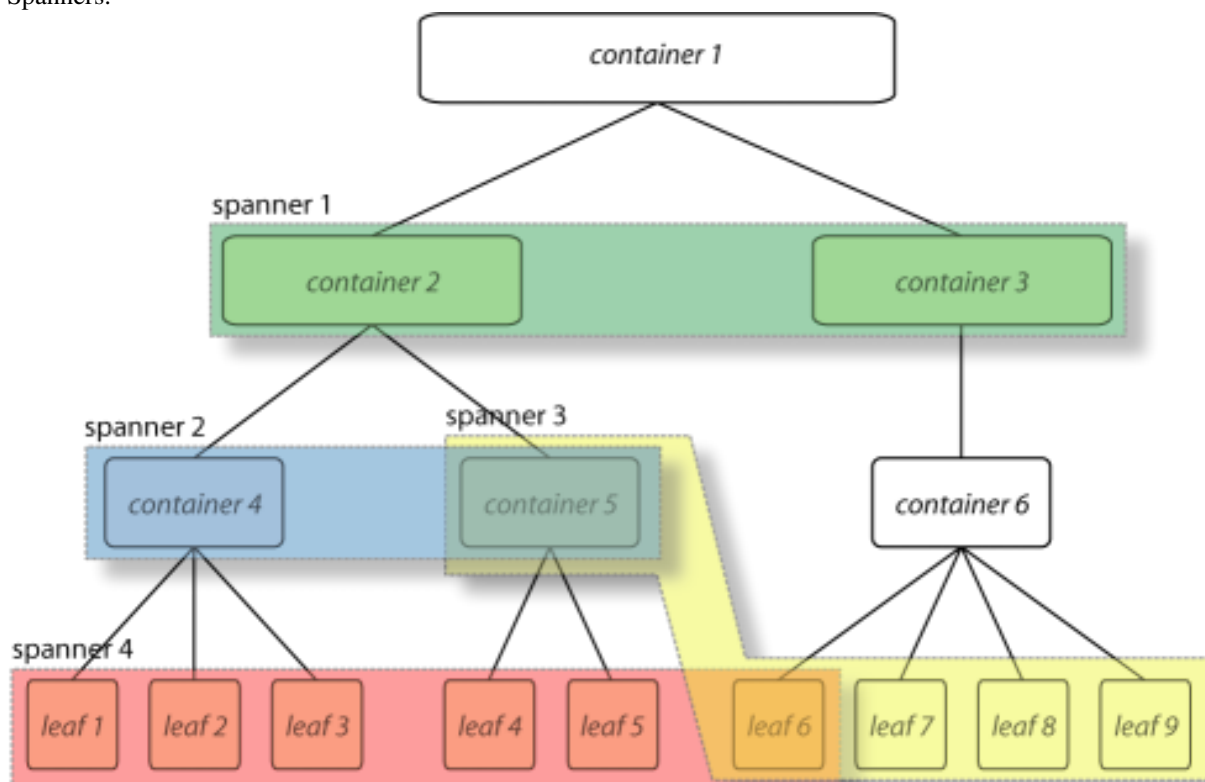 Spanners.
container 1
spanner 1
container 2
container 3
spanner 3
spanner 2
container 4
container 5
container 6
spanner 4
leaf 1
leaf 2
leaf 3
leaf 4
leaf 5
leaf 6
leaf 7
leaf 8
leaf 9